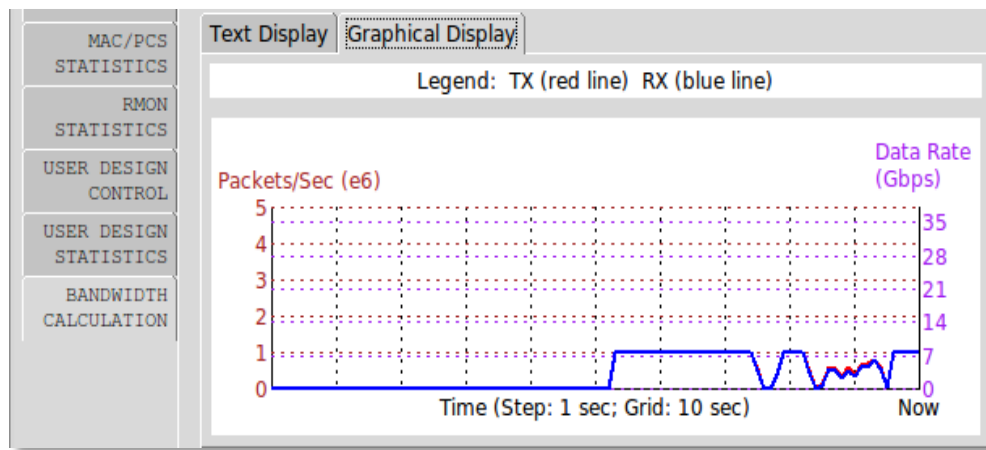 MAC/PCS
STATISTICS
RMON
STATISTICS
USER DESIGN
CONTROL
USER DESIGN
STATISTICS
BANDWIDTH
CALCULATION
Text Display
Graphical Display
Legend: TX (red line) RX (blue line)
Packets/Sec (e6)
Data Rate
(Gbps)
5
4
3
2
1
0
35
28
21
14
7
0
Time (Step: 1 sec; Grid: 10 sec)
Now